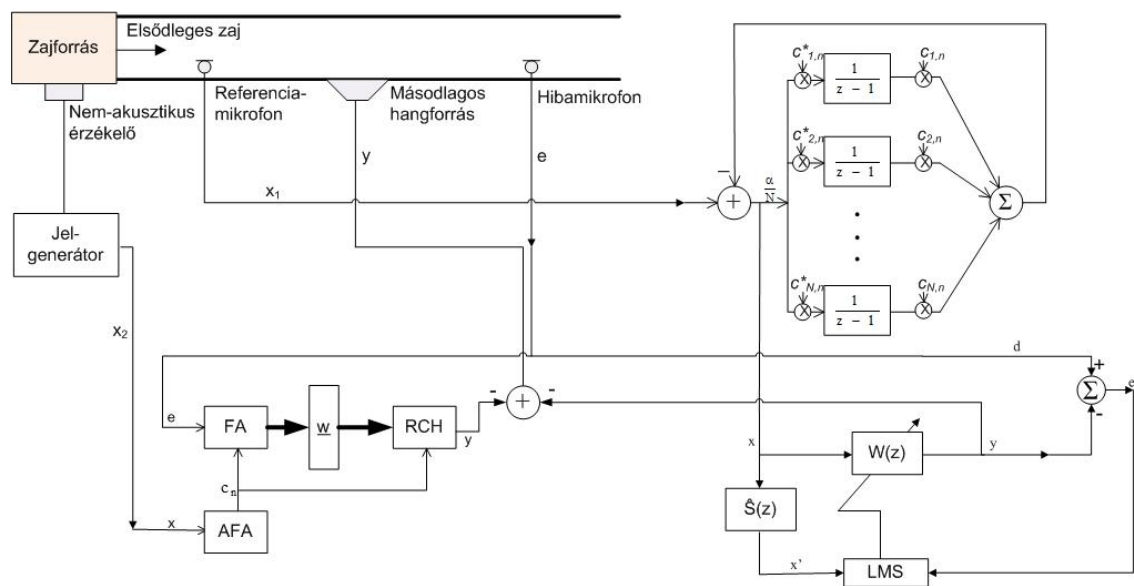 Zajforrás
Elsődleges zaj
Nem-akusztikus
érzékelő
Referencia-
mikrofon
Másodlagos
hangforrás
Hibamikrofon
y
e
x₁
Jel-
generátor
x₂
+
−
α
N
c*1,n
1
z − 1
c1,n
c*2,n
1
z − 1
c2,n
Σ
c*N,n
1
z − 1
cN,n
e
FA
w
RCH
y
-
+
-
cn
x
AFA
d
+
Σ
-
e
x
W(z)
y
Ŝ(z)
x'
LMS